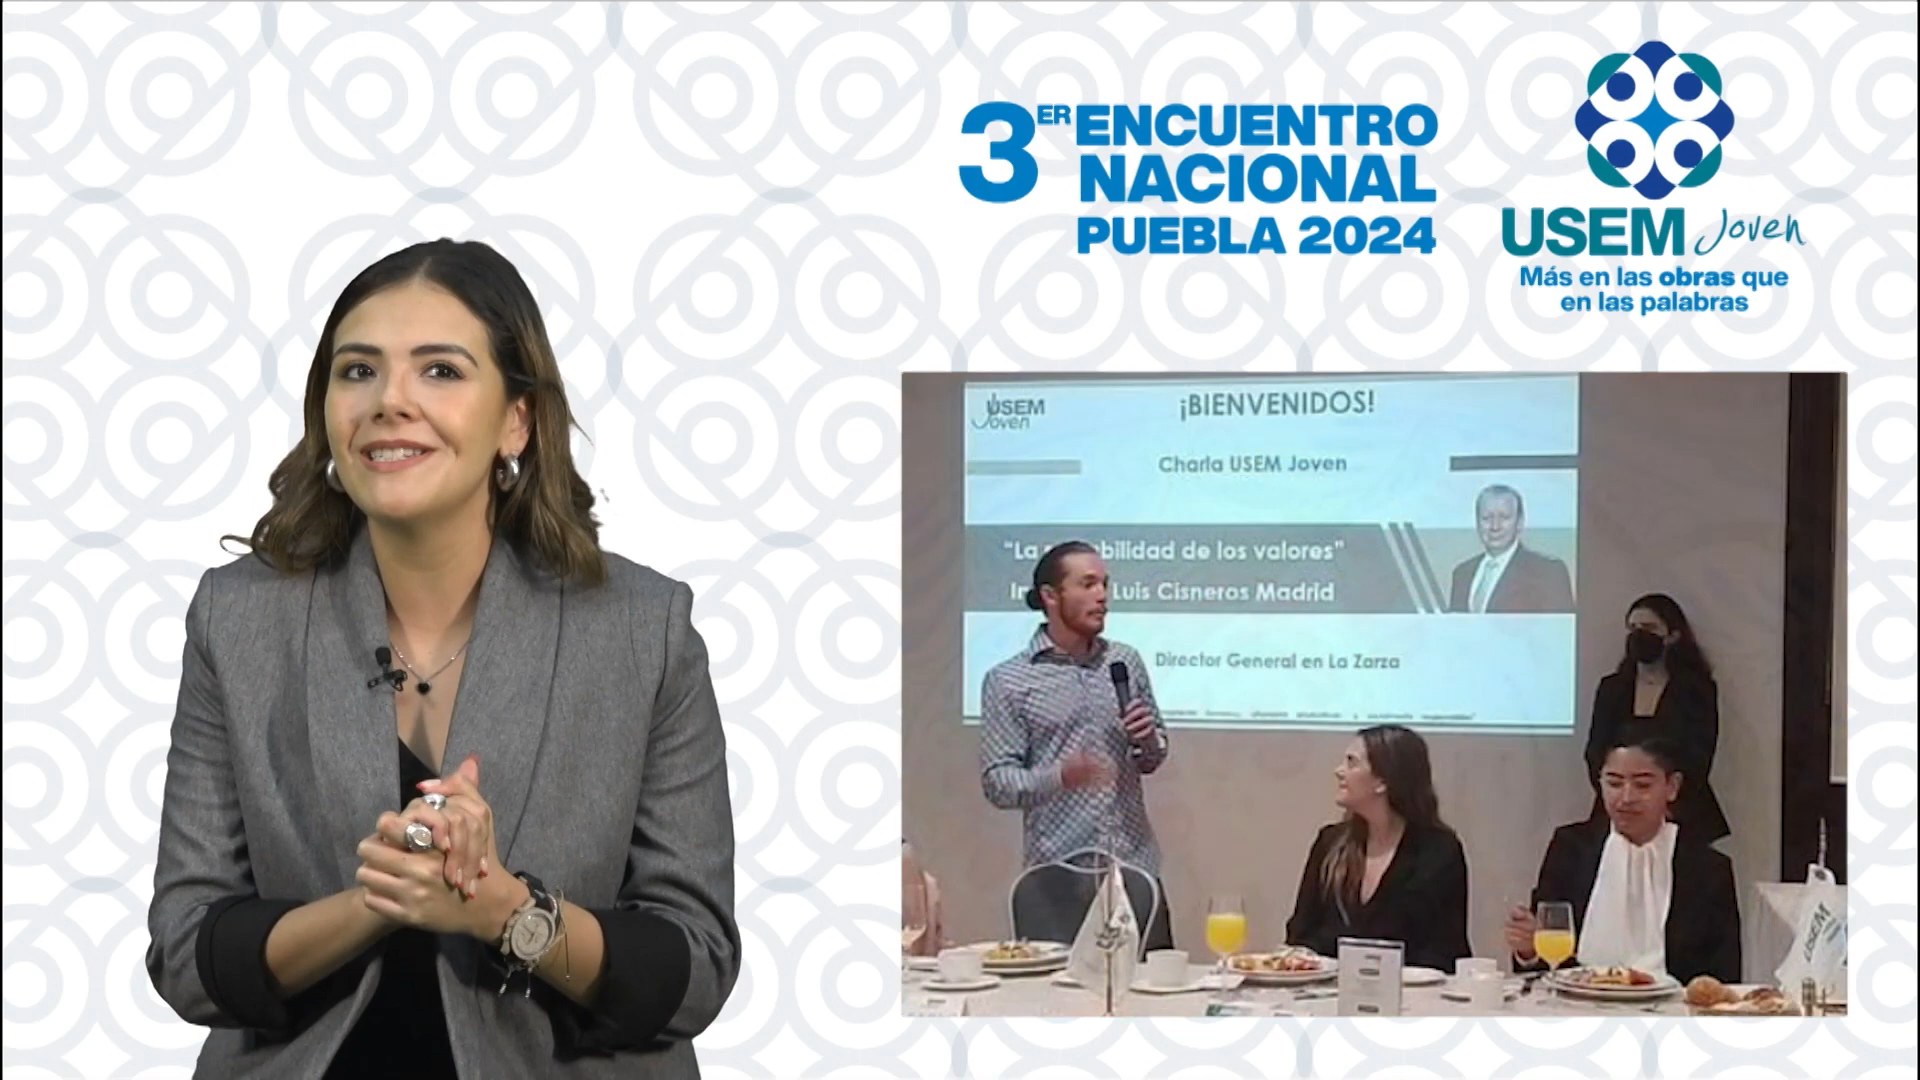 3ER ENCUENTRO
NACIONAL
PUEBLA 2024
USEM Joven
Más en las obras que
en las palabras
USEM
Joven
¡BIENVENIDOS!
Charla USEM Joven
“La bilidad de los valores”
Luis Cisneros Madrid
Director General en La Zarza
USEM